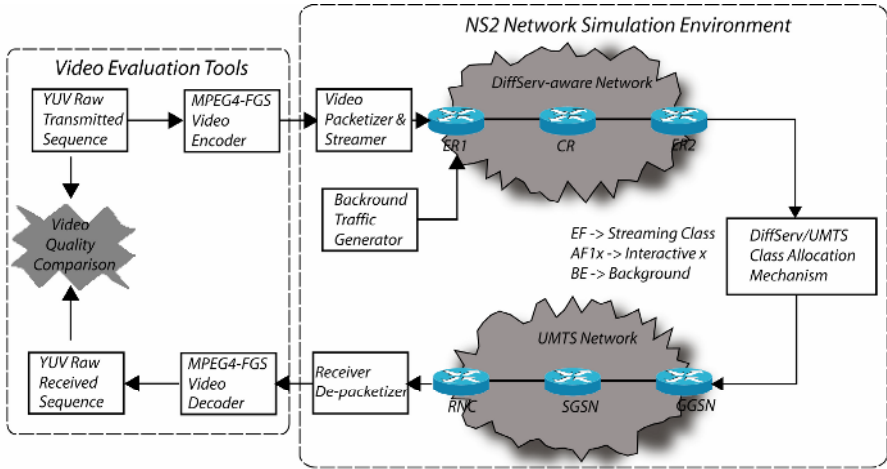 NS2 Network Simulation Environment
Video Evaluation Tools
YUV Raw
Transmitted
Sequence
MPEG4-FGS
Video
Encoder
Video
Packetizer &
Streamer
DiffServ-aware Network
ER1
CR
ER2
Backround
Traffic
Generator
Video
Quality
Comparison
EF -> Streaming Class
AF1x -> Interactive x
BE -> Background
DiffServ/UMTS
Class Allocation
Mechanism
UMTS Network
YUV Raw
Received
Sequence
MPEG4-FGS
Video
Decoder
Receiver
De-packetizer
RNC
SGSN
GGSN